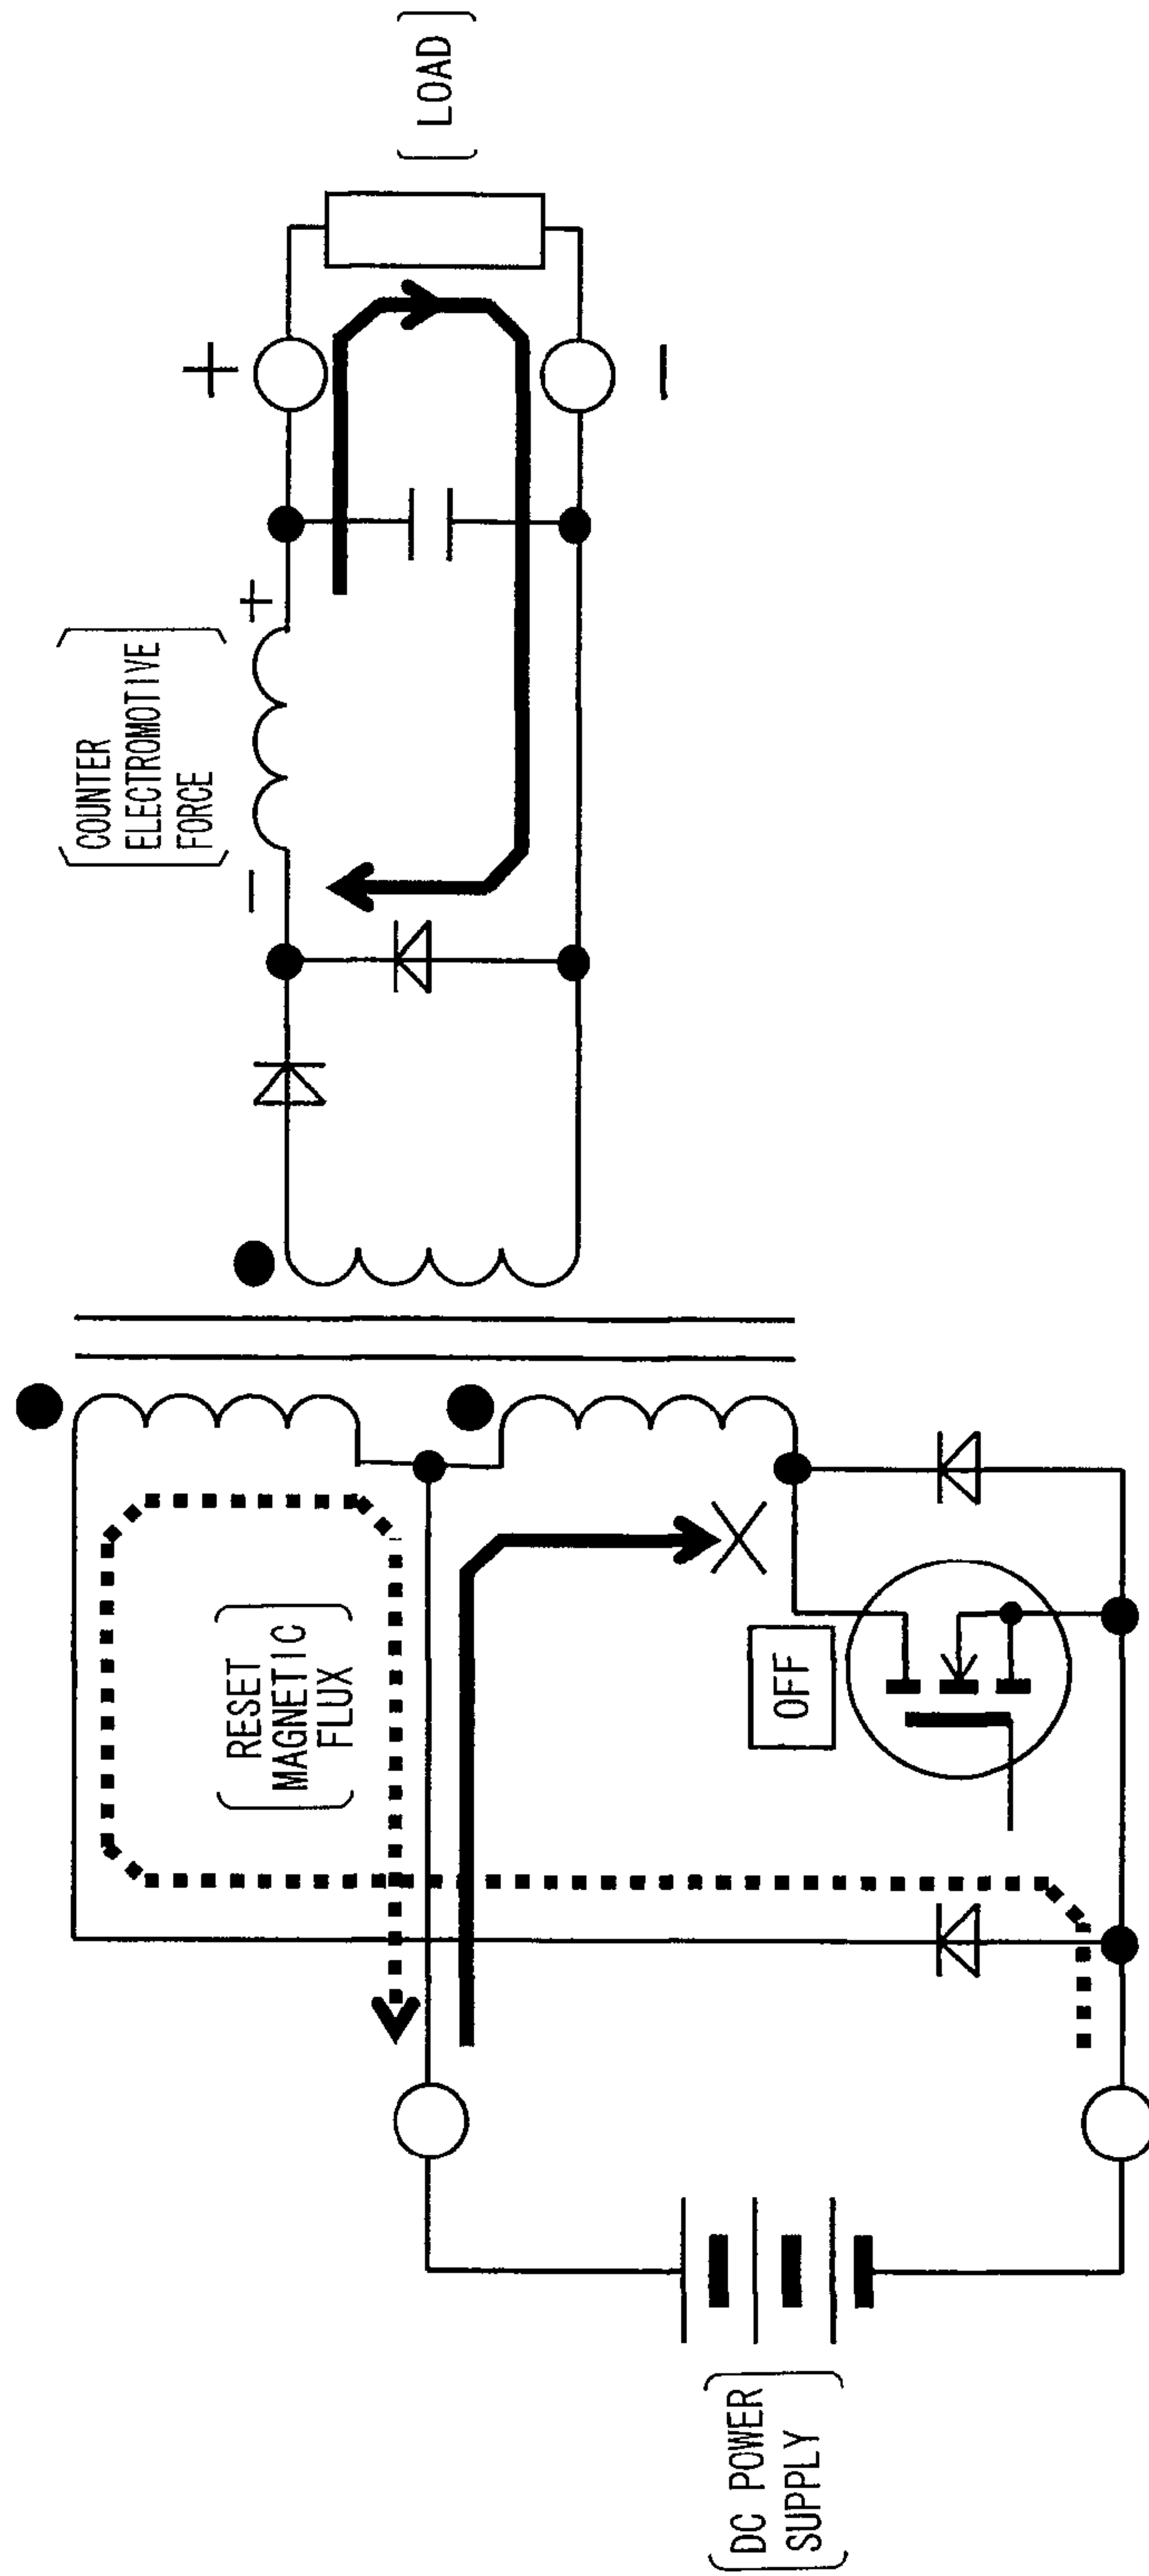 [DC POWER
SUPPLY]
[RESET
MAGNETIC
FLUX]
OFF
[COUNTER
ELECTROMOTIVE
FORCE]
−
+
+
−
[LOAD]